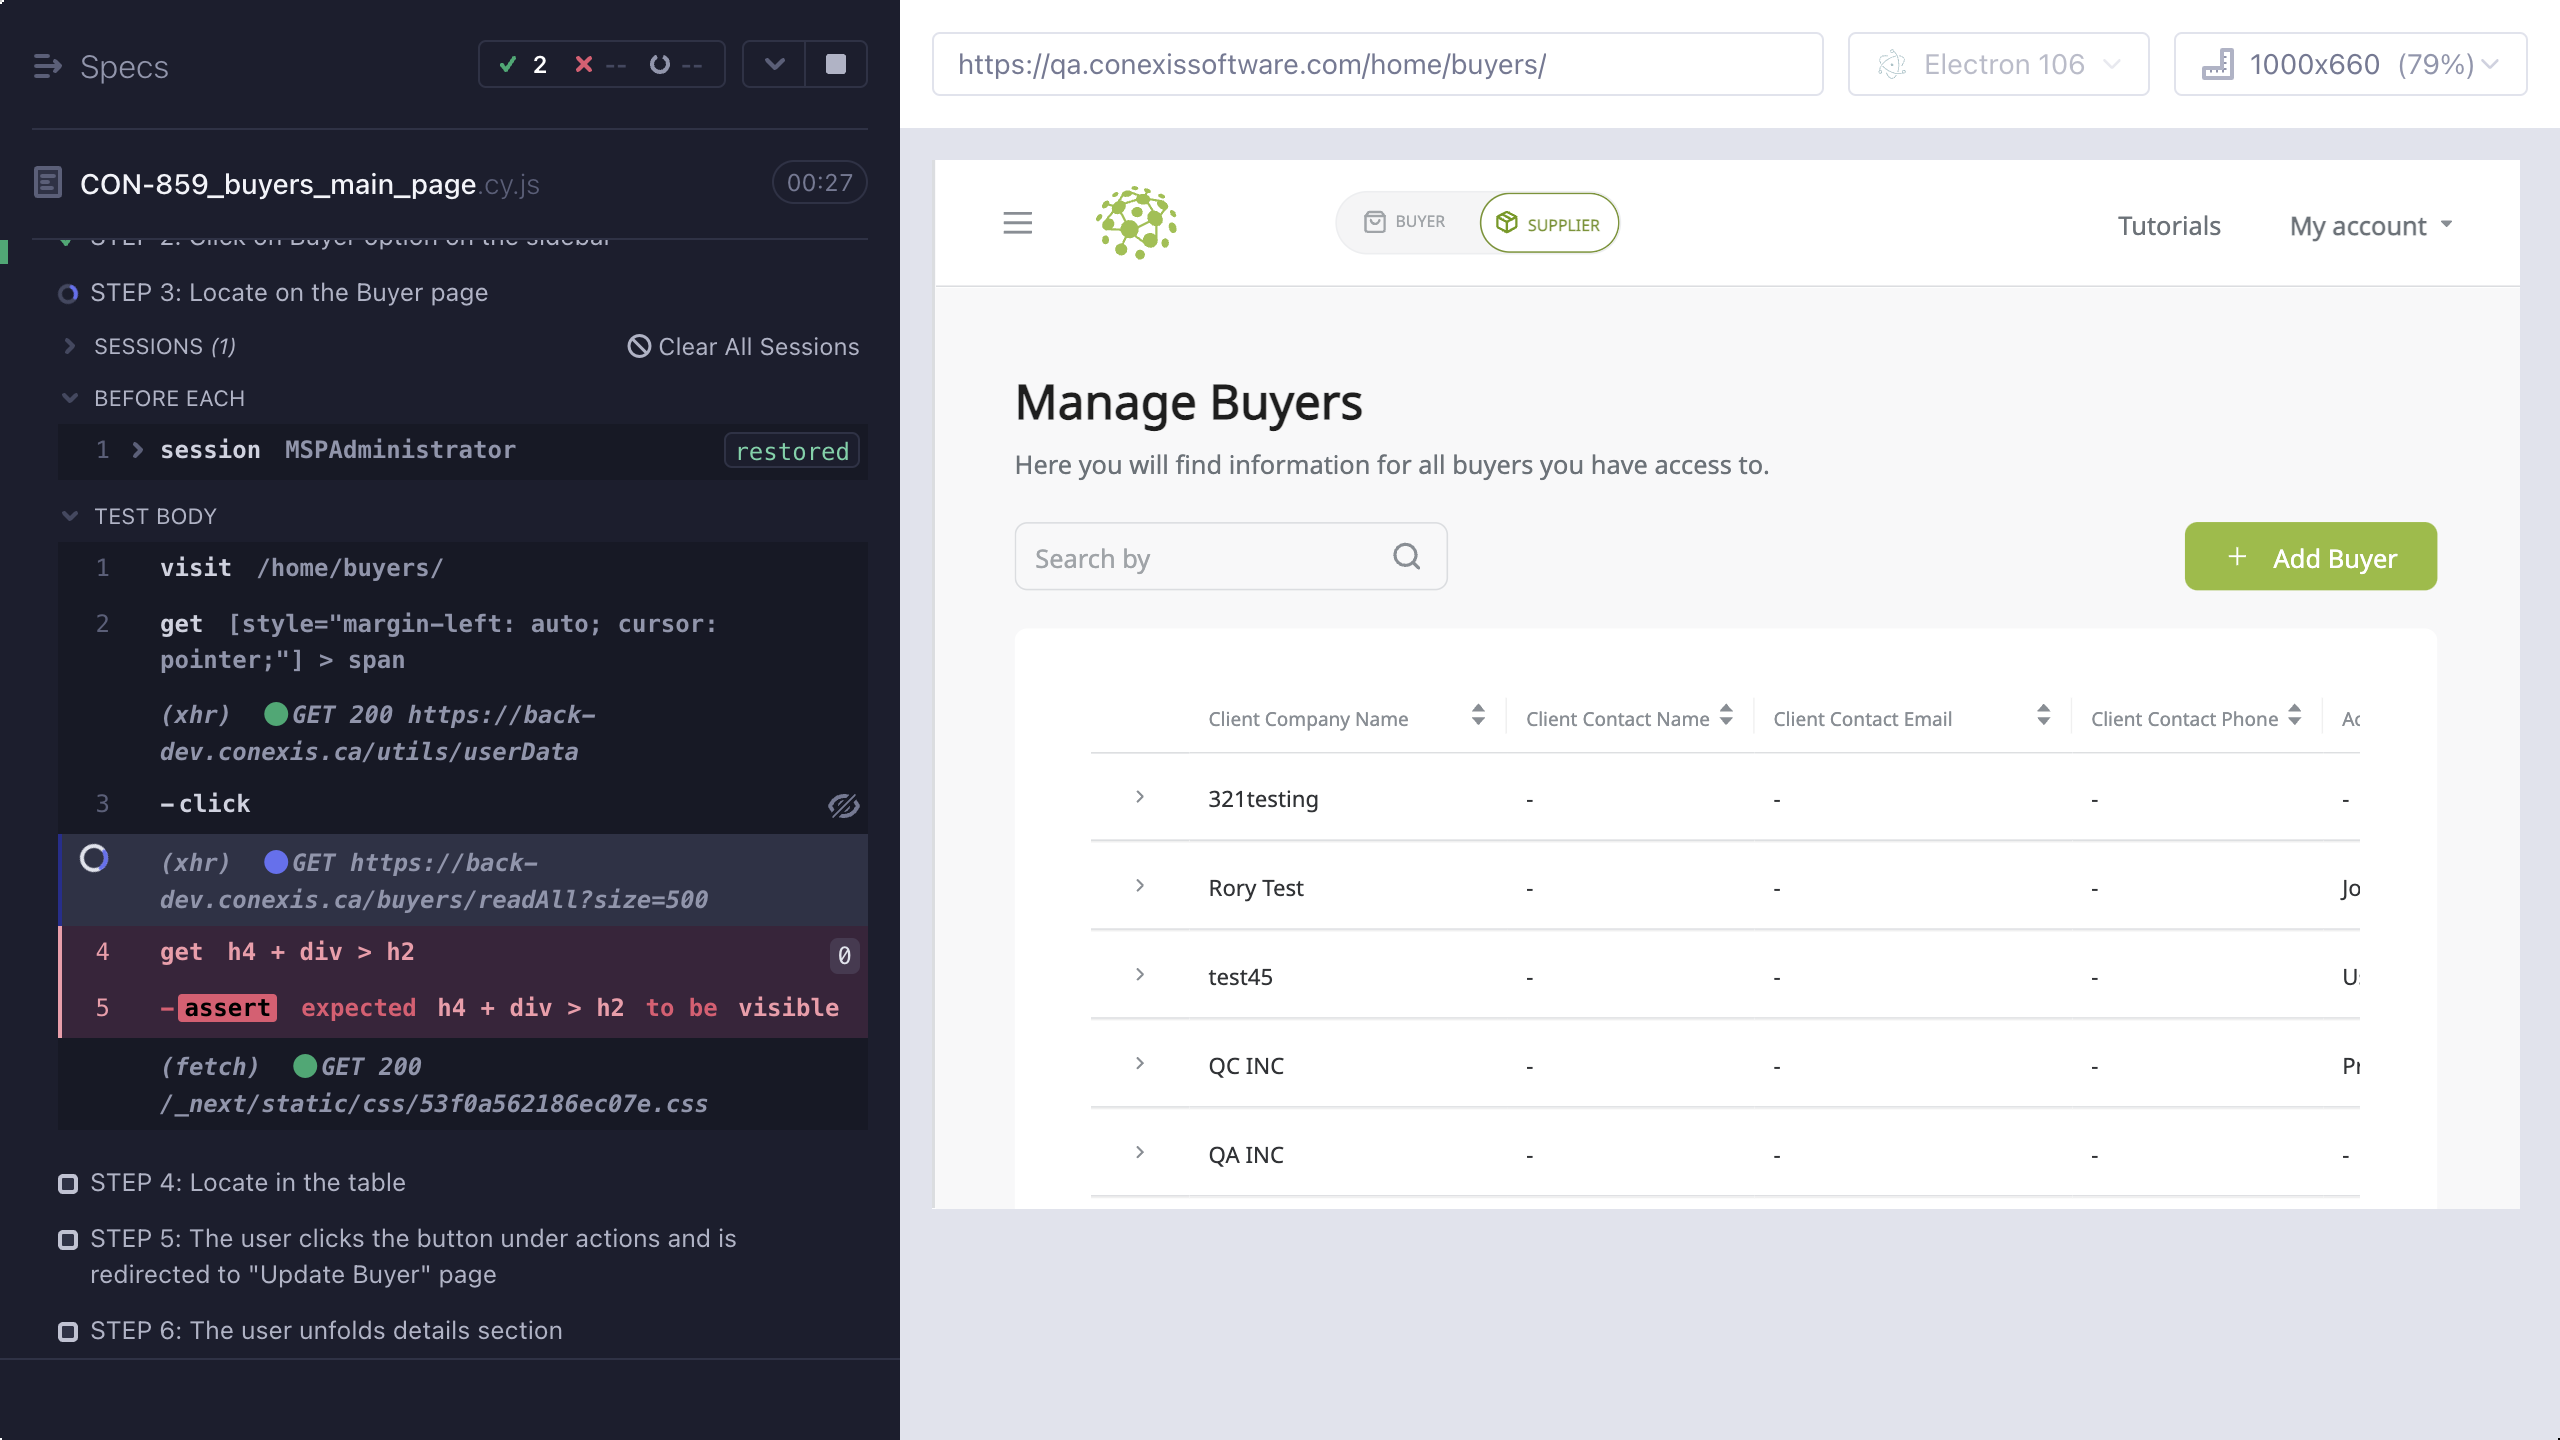 Specs
2 -- --
CON-859_buyers_main_page.cy.js
00:27
STEP 2: Click on Buyer option on the sidebar
STEP 3: Locate on the Buyer page
SESSIONS (1)
Clear All Sessions
BEFORE EACH
1 session MSPAdministrator restored
TEST BODY
1 visit /home/buyers/
2 get [style="margin-left: auto; cursor:
pointer;"] > span
(xhr) GET 200 https://back-
dev.conexis.ca/utils/userData
3 -click
(xhr) GET https://back-
dev.conexis.ca/buyers/readAll?size=500
4 get h4 + div > h2 0
5 -assert expected h4 + div > h2 to be visible
(fetch) GET 200
/_next/static/css/53f0a562186ec07e.css
STEP 4: Locate in the table
STEP 5: The user clicks the button under actions and is
redirected to "Update Buyer" page
STEP 6: The user unfolds details section
https://qa.conexissoftware.com/home/buyers/
Electron 106
1000x660 (79%)
BUYER
SUPPLIER
Tutorials
My account
Manage Buyers
Here you will find information for all buyers you have access to.
Search by
+ Add Buyer
Client Company Name Client Contact Name Client Contact Email Client Contact Phone Ac
321testing - - - -
Rory Test - - - Jo
test45 - - - U
QC INC - - - Pr
QA INC - - - -